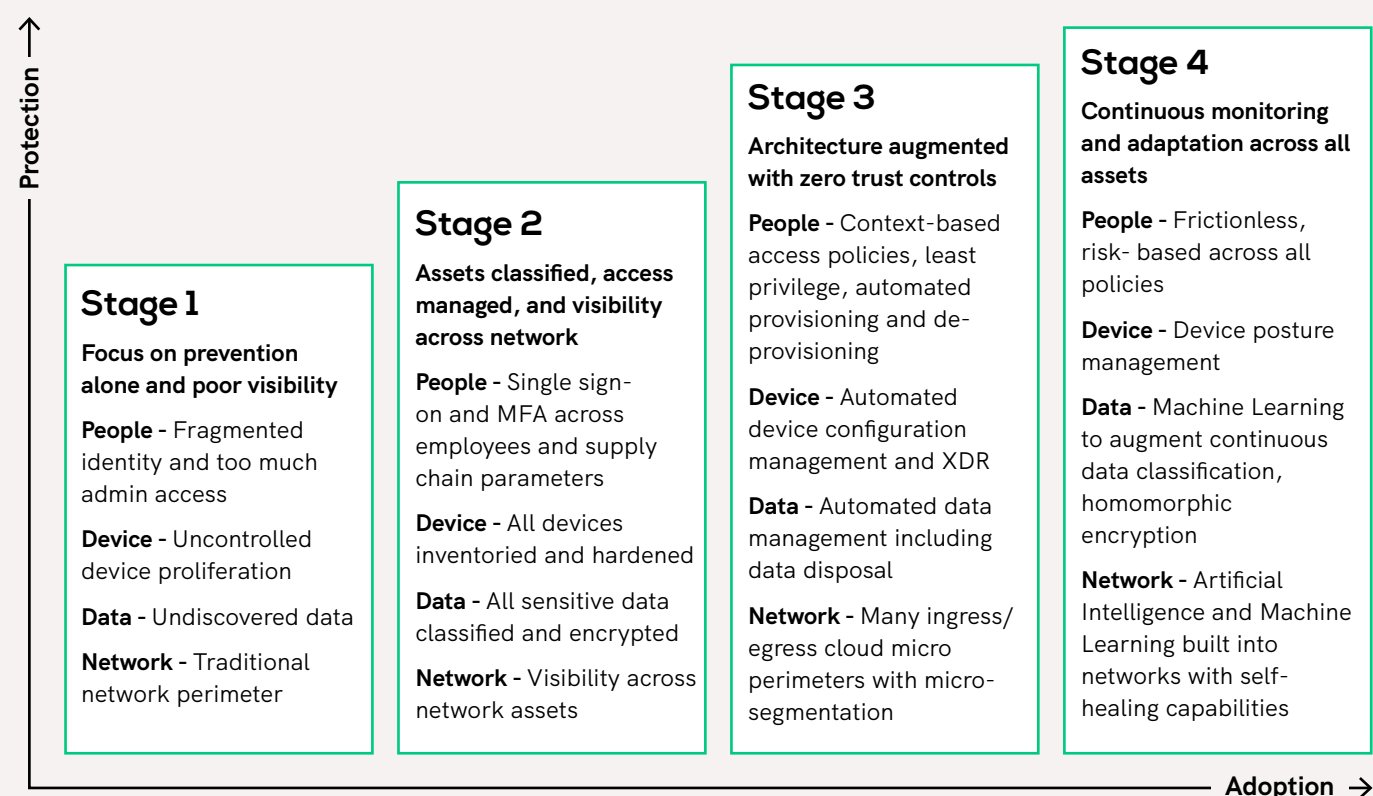 Protection
Stage 1
Focus on prevention
alone and poor visibility
People - Fragmented
identity and too much
admin access
Device - Uncontrolled
device proliferation
Data - Undiscovered data
Network - Traditional
network perimeter
Stage 2
Assets classified, access
managed, and visibility
across network
People - Single sign-
on and MFA across
employees and supply
chain parameters
Device - All devices
inventoried and hardened
Data - All sensitive data
classified and encrypted
Network - Visibility across
network assets
Stage 3
Architecture augmented
with zero trust controls
People - Context-based
access policies, least
privilege, automated
provisioning and de-
provisioning
Device - Automated
device configuration
management and XDR
Data - Automated data
management including
data disposal
Network - Many ingress/
egress cloud micro
perimeters with micro-
segmentation
Stage 4
Continuous monitoring
and adaptation across all
assets
People - Frictionless,
risk- based across all
policies
Device - Device posture
management
Data - Machine Learning
to augment continuous
data classification,
homomorphic
encryption
Network - Artificial
Intelligence and Machine
Learning built into
networks with self-
healing capabilities
Adoption